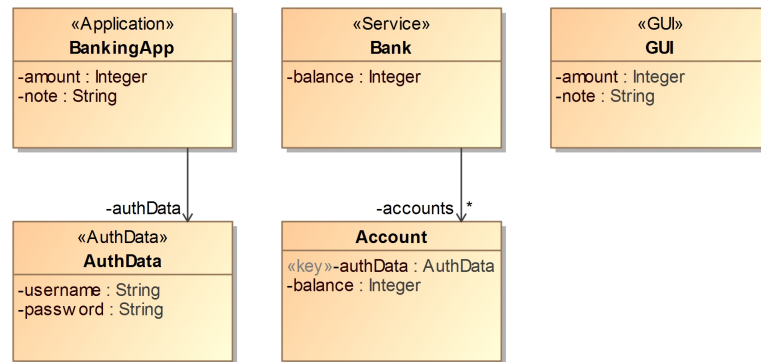 «Application»
BankingApp
-amount : Integer
-note : String
«Service»
Bank
-balance : Integer
«GUI»
GUI
-amount : Integer
-note : String
-authData
-accounts *
«AuthData»
AuthData
-username : String
-password : String
Account
«key»-authData : AuthData
-balance : Integer